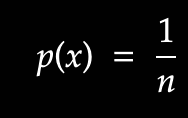 p(x) = 1/n